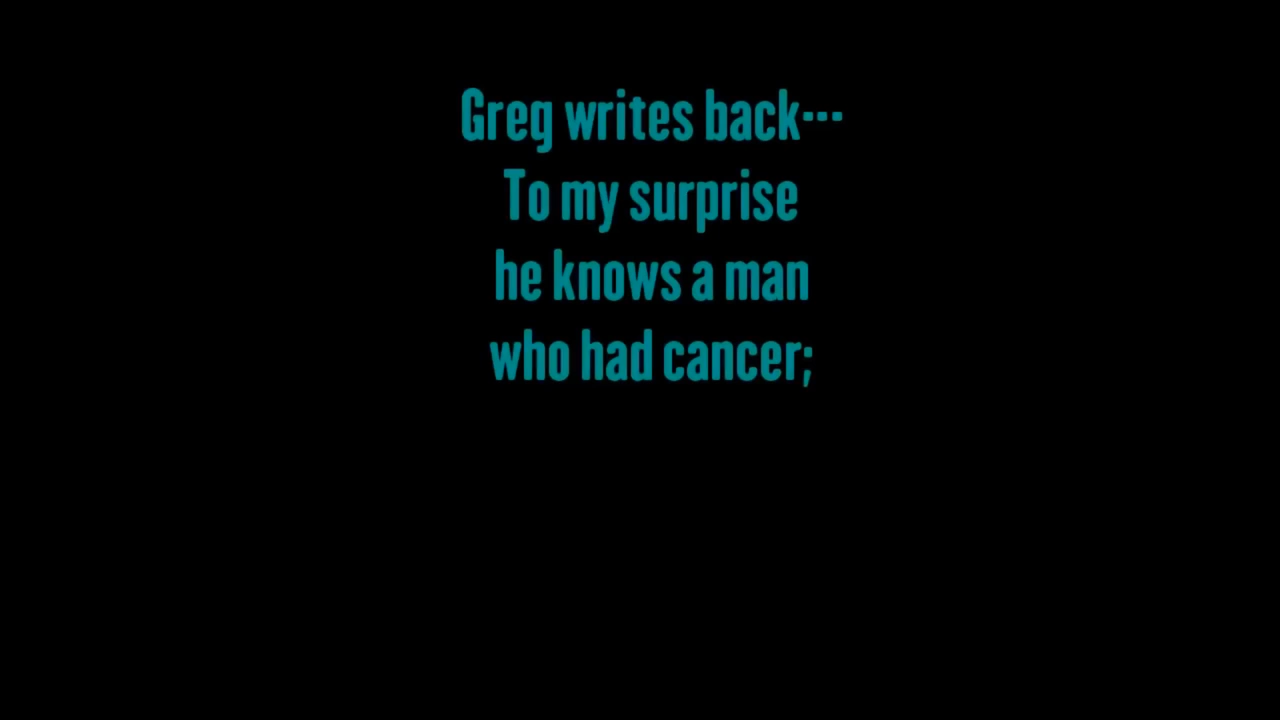 Greg writes back---
To my surprise
he knows a man
who had cancer;